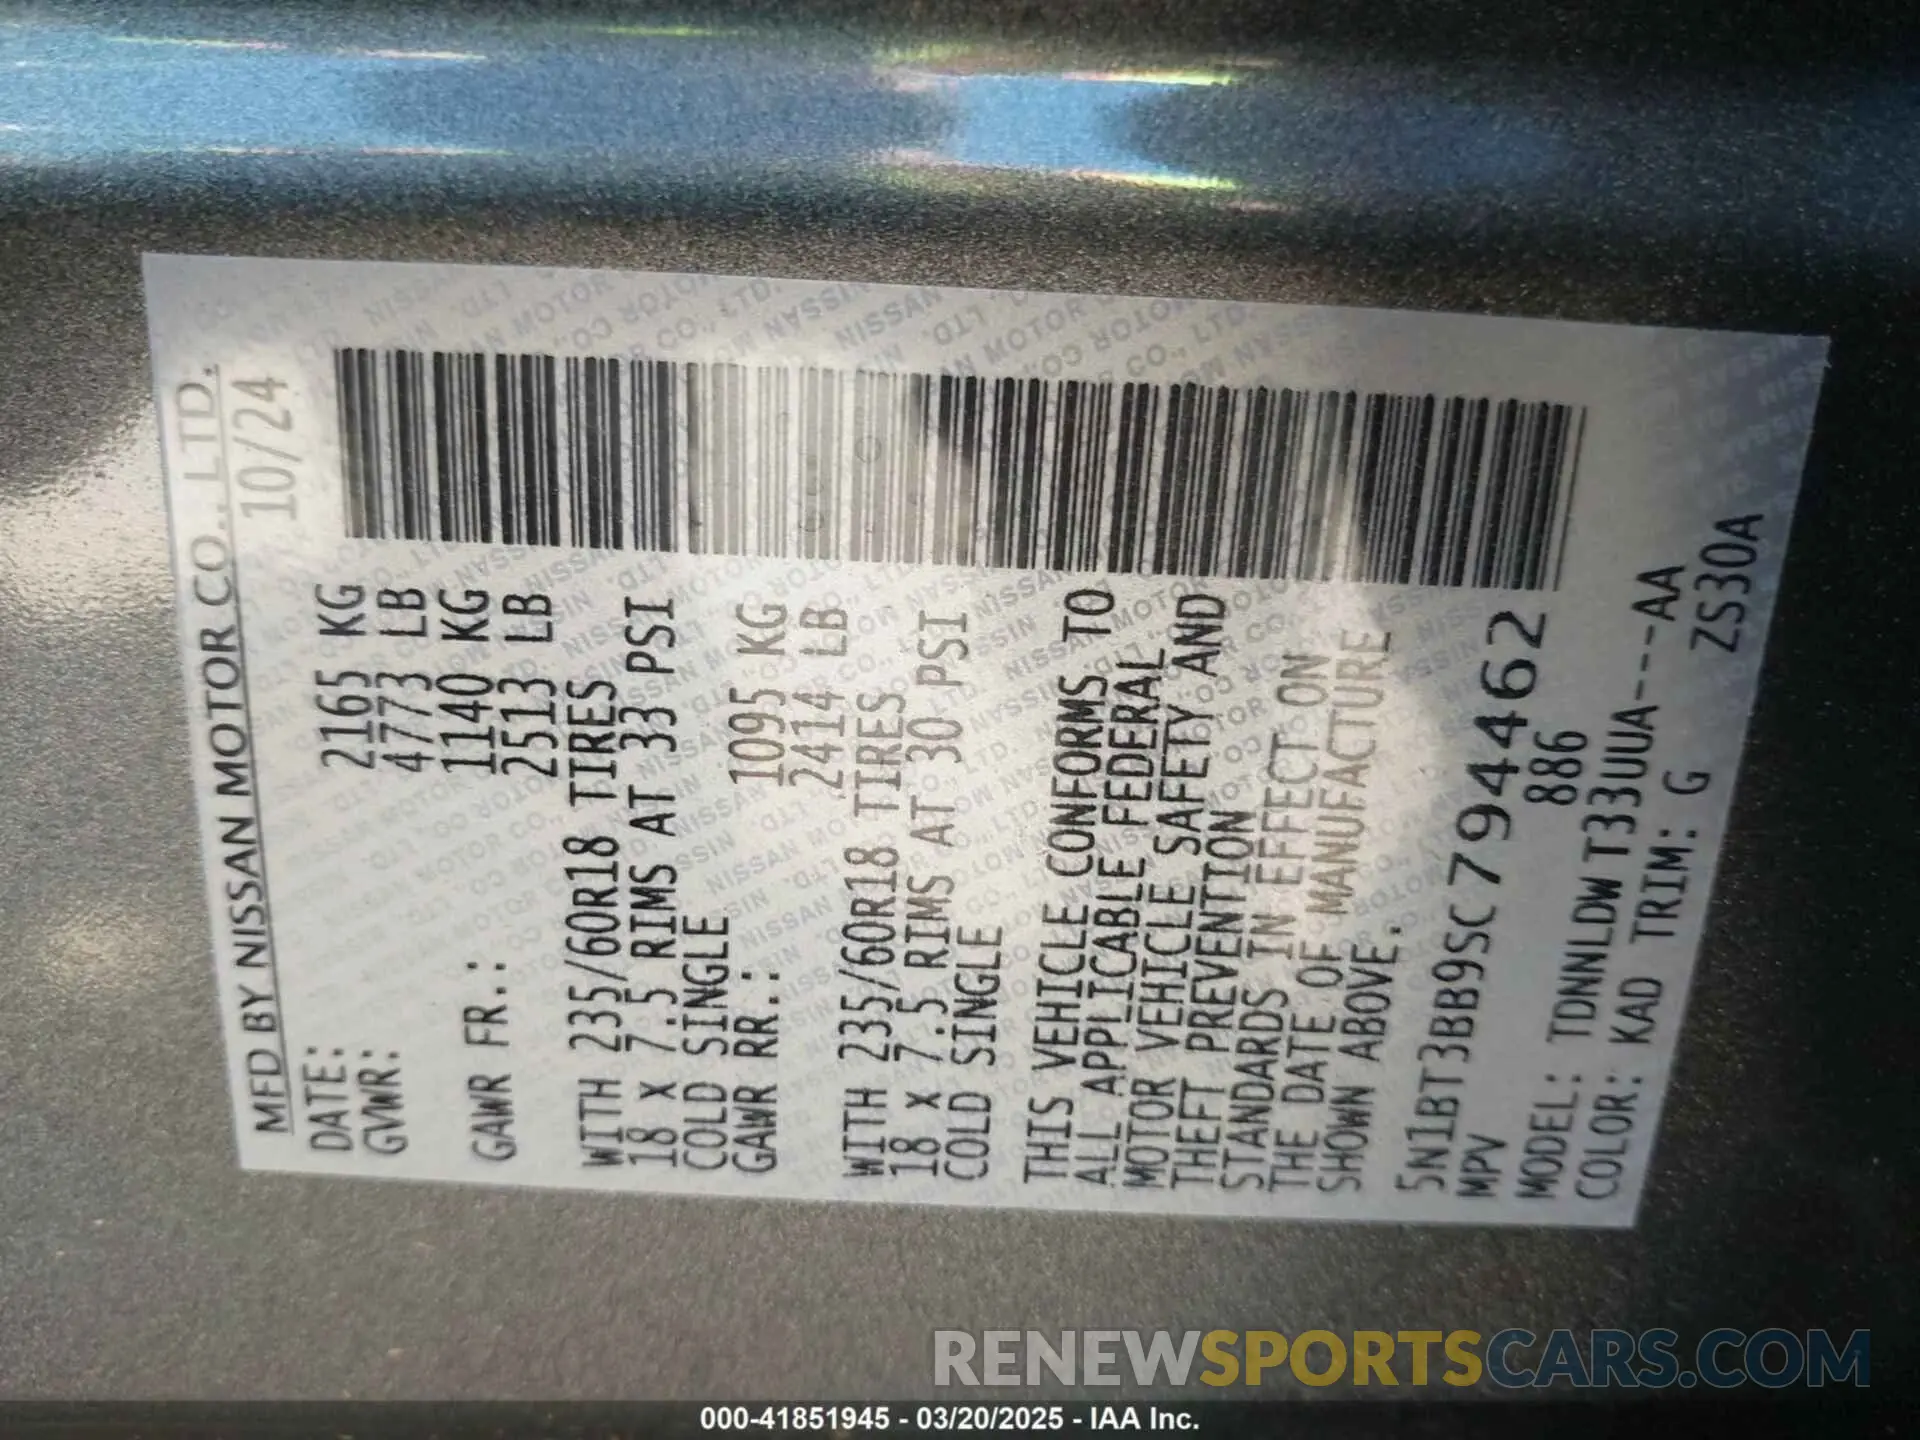 MFD BY NISSAN MOTOR CO., LTD.
DATE: 10/24
GVWR: 2165 KG
4773 LB
GAWR FR.: 1140 KG
2513 LB
WITH 235/60R18 TIRES
18 X 7.5 RIMS AT 33 PSI
COLD SINGLE
GAWR RR.: 1095 KG
2414 LB
WITH 235/60R18 TIRES
18 X 7.5 RIMS AT 30 PSI
COLD SINGLE
THIS VEHICLE CONFORMS TO
ALL APPLICABLE FEDERAL
MOTOR VEHICLE SAFETY AND
THEFT PREVENTION
STANDARDS IN EFFECT ON
THE DATE OF MANUFACTURE
SHOWN ABOVE.
5N1BT3BB9SC794462
MPV 886
MODEL: TDNNLDW T33UUA---AA
COLOR: KAD TRIM: G ZS30A
RENEWSPORTSCARS.COM
000-41851945 - 03/20/2025 - IAA Inc.